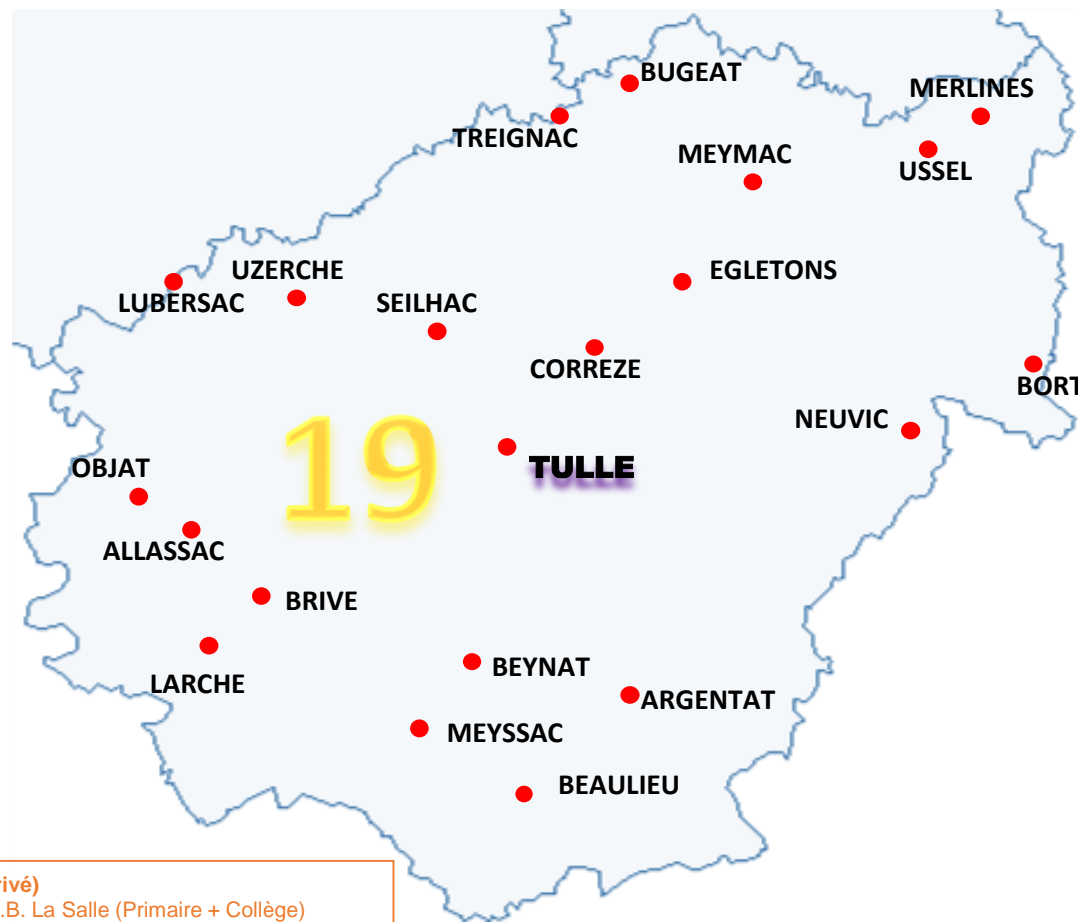 BUGEAT
MERLINES
TREIGNAC
MEYMAC
USSEL
UZERCHE
EGLETONS
LUBERSAC
SEILHAC
CORREZE
BORT
NEUVIC
19
TULLE
OBJAT
ALLASSAC
BRIVE
BEYNAT
LARCHE
ARGENTAT
MEYSSAC
BEAULIEU
rivé)
.B. La Salle (Primaire + Collège)